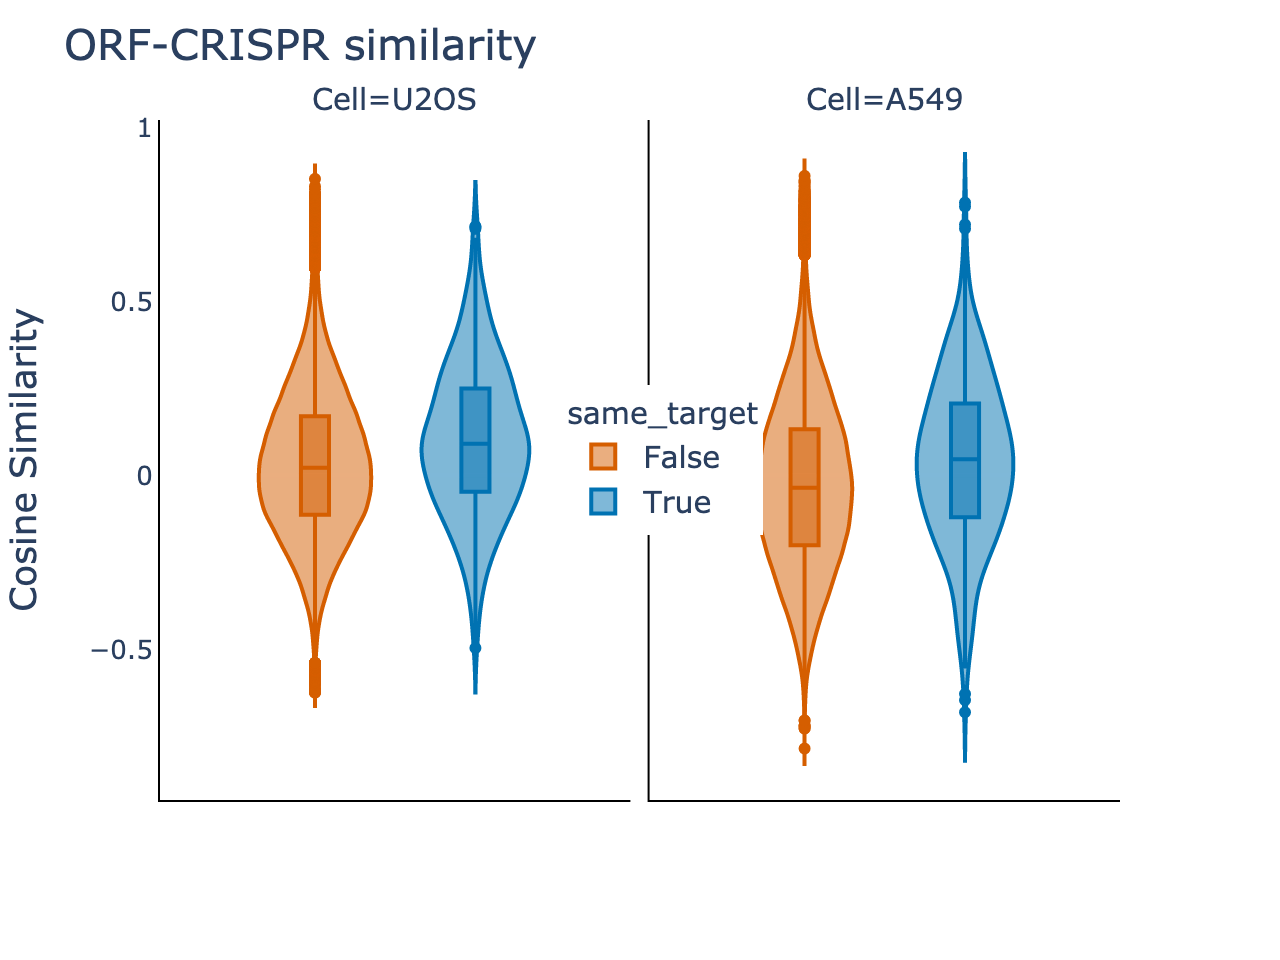 ORF-CRISPR similarity
Cell=U2OS
Cell=A549
1
0.5
0
−0.5
Cosine Similarity
same_target
False
True